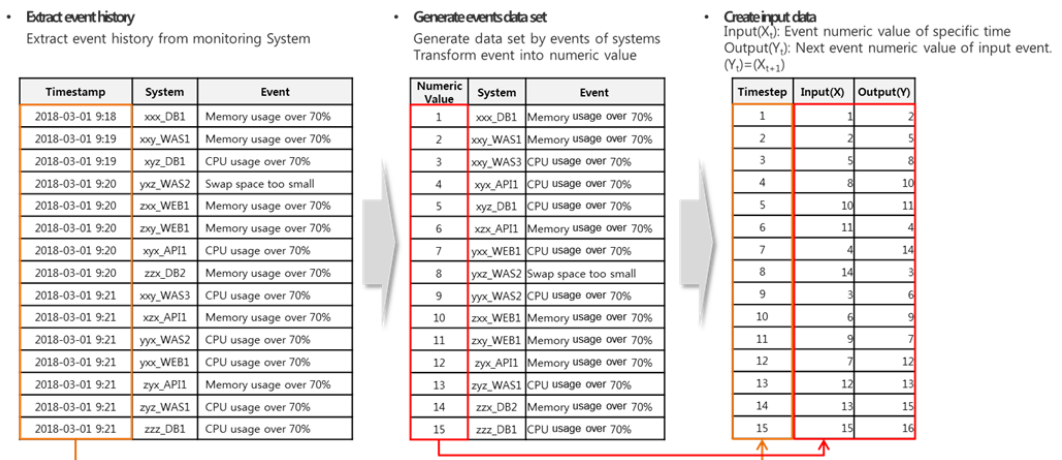 • Extract event history
Extract event history from monitoring System
Timestamp System Event
2018-03-01 9:18 xxx_DB1 Memory usage over 70%
2018-03-01 9:19 xxy_WAS1 Memory usage over 70%
2018-03-01 9:19 xyz_DB1 CPU usage over 70%
2018-03-01 9:20 yxz_WAS2 Swap space too small
2018-03-01 9:20 zxx_WEB1 Memory usage over 70%
2018-03-01 9:20 zxy_WEB1 Memory usage over 70%
2018-03-01 9:20 xyx_API1 CPU usage over 70%
2018-03-01 9:20 zzx_DB2 Memory usage over 70%
2018-03-01 9:21 xxy_WAS3 CPU usage over 70%
2018-03-01 9:21 xzx_API1 Memory usage over 70%
2018-03-01 9:21 yyx_WAS2 CPU usage over 70%
2018-03-01 9:21 yxx_WEB1 CPU usage over 70%
2018-03-01 9:21 zyx_API1 Memory usage over 70%
2018-03-01 9:21 zyz_WAS1 CPU usage over 70%
2018-03-01 9:21 zzz_DB1 CPU usage over 70%
• Generate events data set
Generate data set by events of systems
Transform event into numeric value
Numeric Value System Event
1 xxx_DB1 Memory usage over 70%
2 xxy_WAS1 Memory usage over 70%
3 xxy_WAS3 CPU usage over 70%
4 xyx_API1 CPU usage over 70%
5 xyz_DB1 CPU usage over 70%
6 xzx_API1 Memory usage over 70%
7 yxx_WEB1 CPU usage over 70%
8 yxz_WAS2 Swap space too small
9 yyx_WAS2 CPU usage over 70%
10 zxx_WEB1 Memory usage over 70%
11 zxy_WEB1 Memory usage over 70%
12 zyx_API1 Memory usage over 70%
13 zyz_WAS1 CPU usage over 70%
14 zzx_DB2 Memory usage over 70%
15 zzz_DB1 CPU usage over 70%
• Create input data
Input(Xt): Event numeric value of specific time
Output(Yt): Next event numeric value of input event.
(Yt)=(Xt+1)
Timestep Input(X) Output(Y)
1 1 2
2 2 5
3 5 8
4 8 10
5 10 11
6 11 4
7 4 14
8 14 3
9 3 6
10 6 9
11 9 7
12 7 12
13 12 13
14 13 15
15 15 16